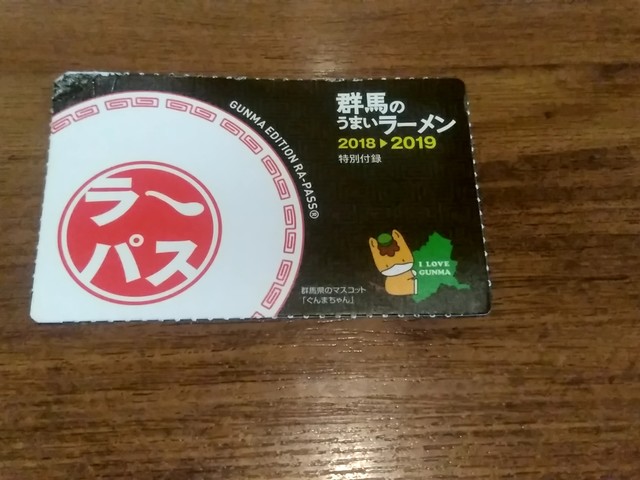 GUNMA EDITION RA-PASS®
ラ〜
パス
群馬の
うまいラーメン
2018▶2019
特別付録
I LOVE
GUNMA
群馬県のマスコット
「ぐんまちゃん」